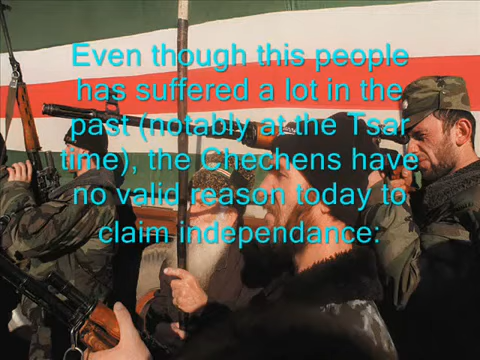 Even though this people
has suffered a lot in the
past (notably at the Tsar
time), the Chechens have
no valid reason today to
claim independance: